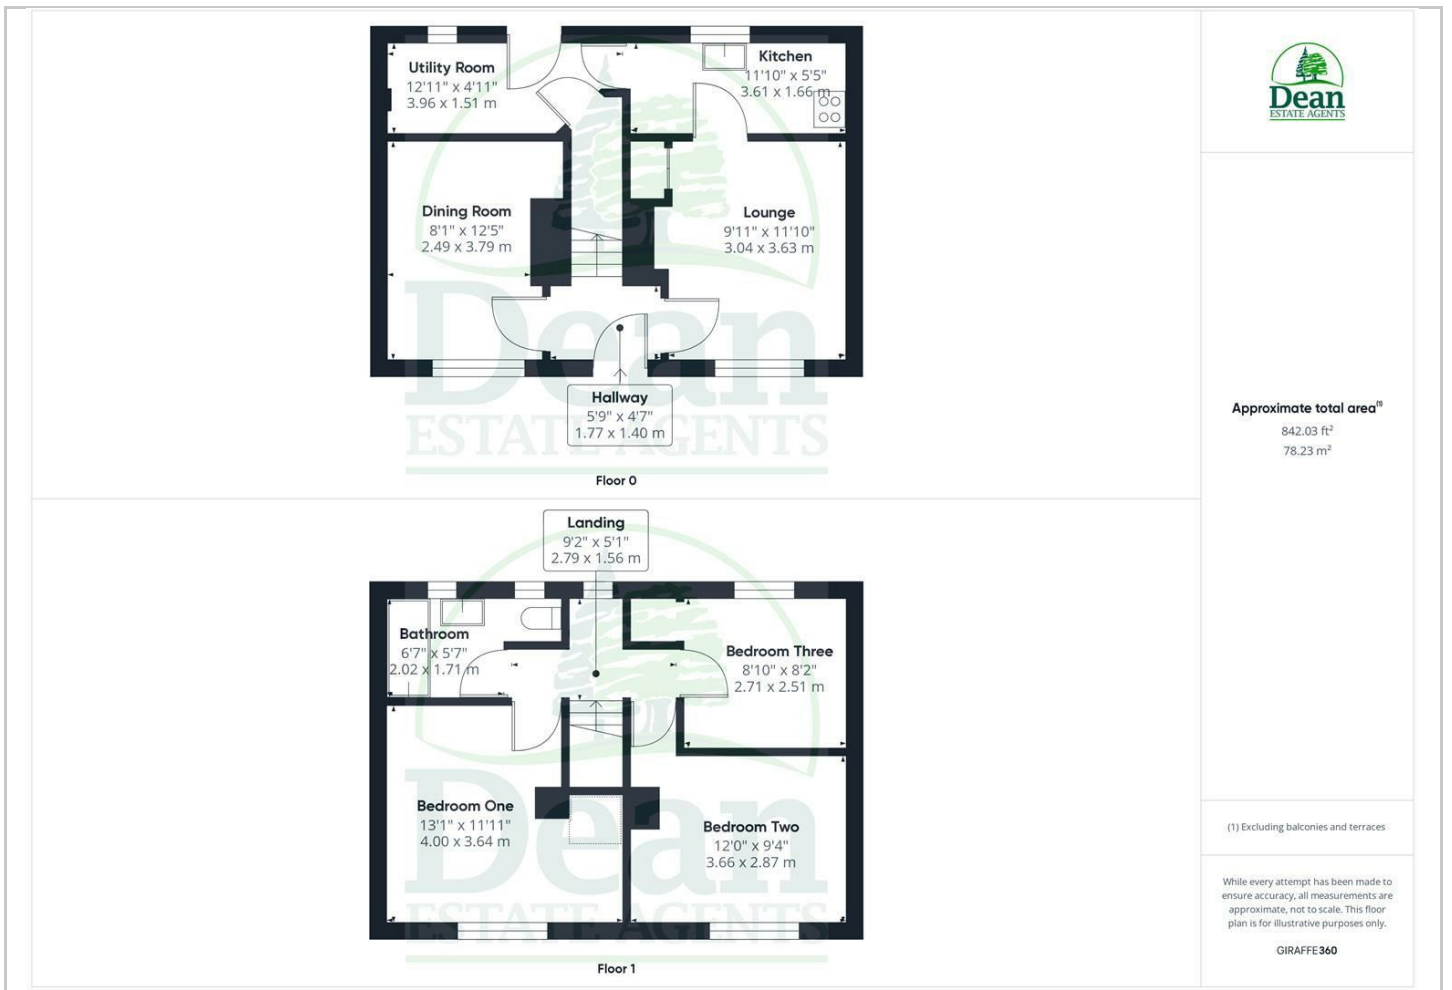 Utility Room
12'11" x 4'11"
3.96 x 1.51 m
Kitchen
11'10" x 5'5"
3.61 x 1.66 m
Dining Room
8'1" x 12'5"
2.49 x 3.79 m
Lounge
9'11" x 11'10"
3.04 x 3.63 m
Hallway
5'9" x 4'7"
1.77 x 1.40 m
Dean
ESTATE AGENTS
Floor 0
Landing
9'2" x 5'1"
2.79 x 1.56 m
Bathroom
6'7" x 5'7"
2.02 x 1.71 m
Bedroom Three
8'10" x 8'2"
2.71 x 2.51 m
Bedroom One
13'1" x 11'11"
4.00 x 3.64 m
Bedroom Two
12'0" x 9'4"
3.66 x 2.87 m
Dean
ESTATE AGENTS
Floor 1
Dean
ESTATE AGENTS
Approximate total area(1)
842.03 ft²
78.23 m²
(1) Excluding balconies and terraces
While every attempt has been made to
ensure accuracy, all measurements are
approximate, not to scale. This floor
plan is for illustrative purposes only.
GIRAFFE360